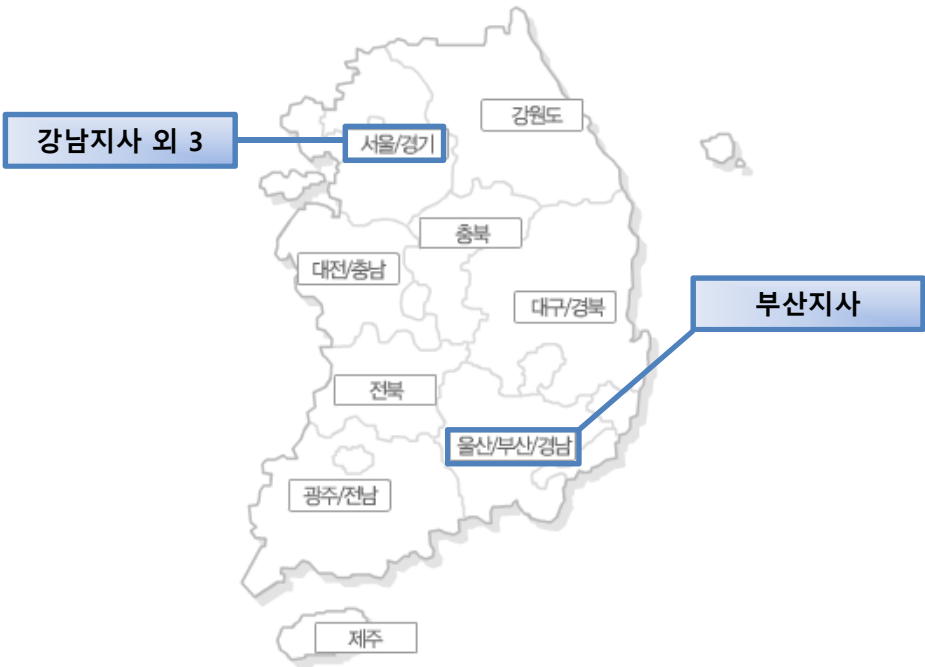 강원도
강남지사 외 3
서울/경기
충북
대전/충남
대구/경북
부산지사
전북
울산/부산/경남
광주/전남
제주